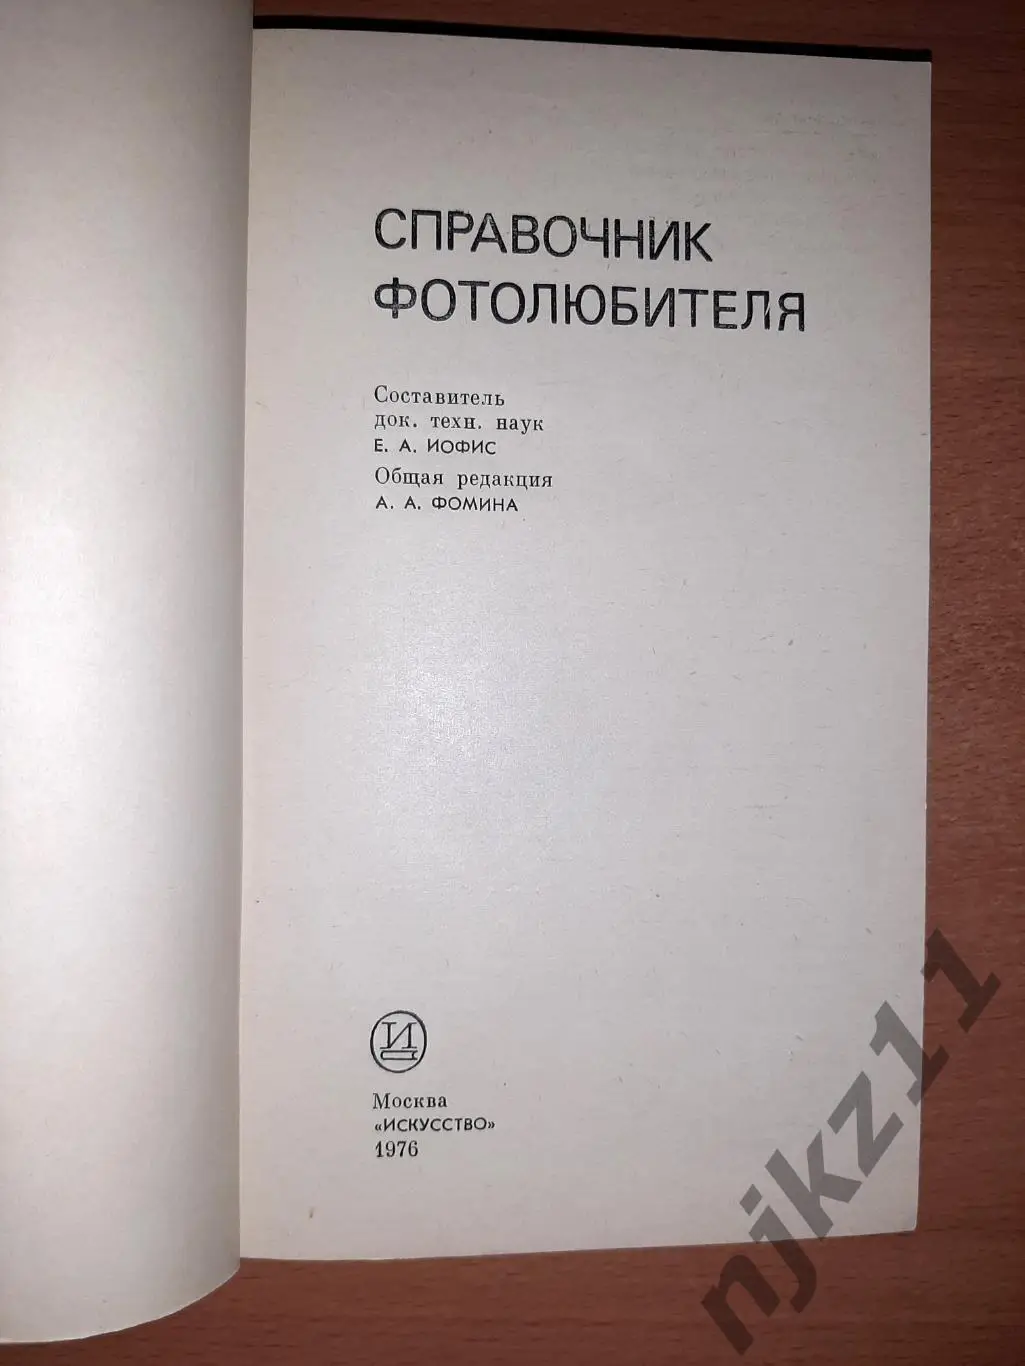 СПРАВОЧНИК
ФОТОЛЮБИТЕЛЯ
Составитель
док. техн. наук
Е. А. ИОФИС
Общая редакция
А. А. ФОМИНА
И
Москва
«ИСКУССТВО»
1976
njkz11